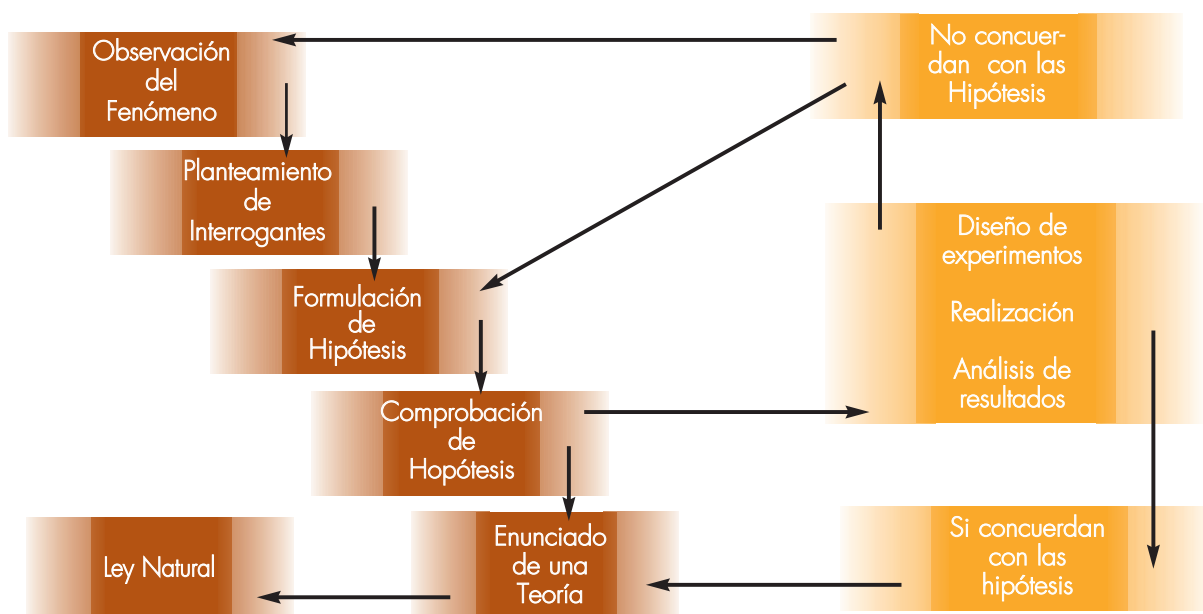 Observación
del
Fenómeno
Planteamiento
de
Interrogantes
Formulación
de
Hipótesis
Comprobación
de
Hopótesis
Enunciado
de una
Teoría
Ley Natural
No concuer-
dan con las
Hipótesis
Diseño de
experimentos
Realización
Análisis de
resultados
Si concuerdan
con las
hipótesis